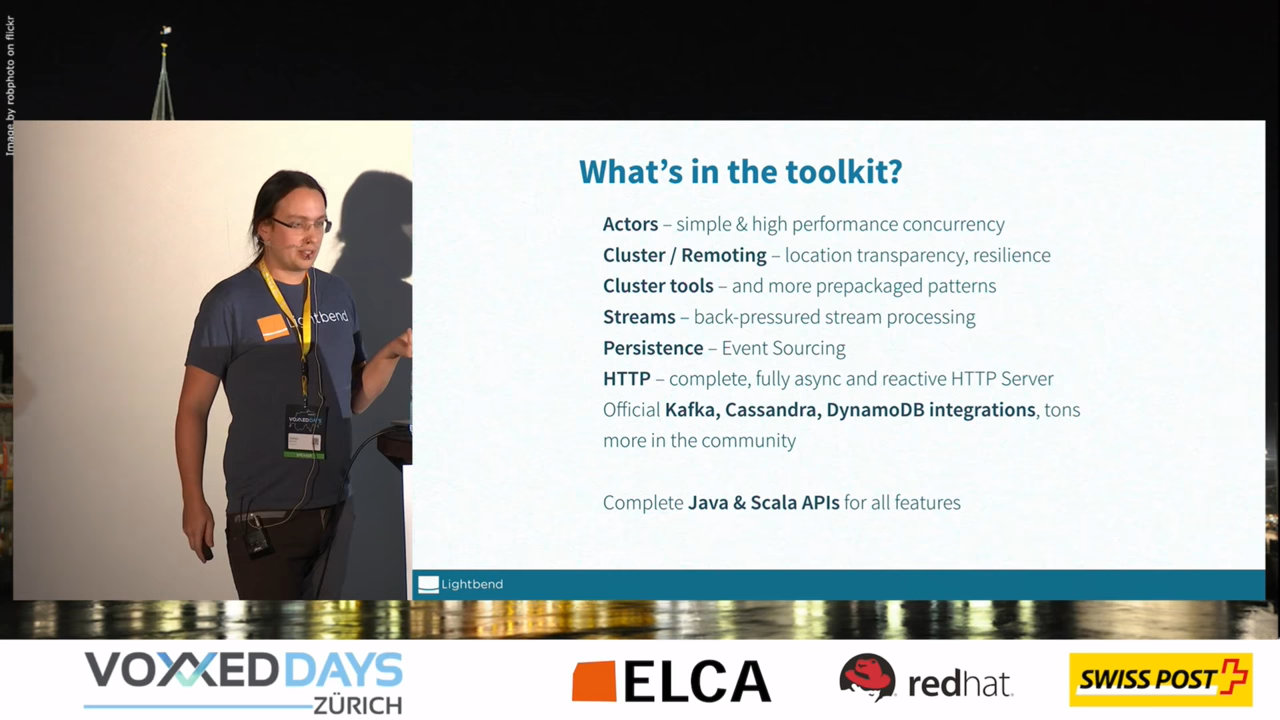 Image by robphoto on flickr
What's in the toolkit?
Actors – simple & high performance concurrency
Cluster / Remoting – location transparency, resilience
Cluster tools – and more prepackaged patterns
Streams – back-pressured stream processing
Persistence – Event Sourcing
HTTP – complete, fully async and reactive HTTP Server
Official Kafka, Cassandra, DynamoDB integrations, tons
more in the community
Complete Java & Scala APIs for all features
Lightbend
Lightbend
VOXXEDDAYS
VOXXEDDAYS
ZÜRICH
ELCA
redhat.
SWISS POST